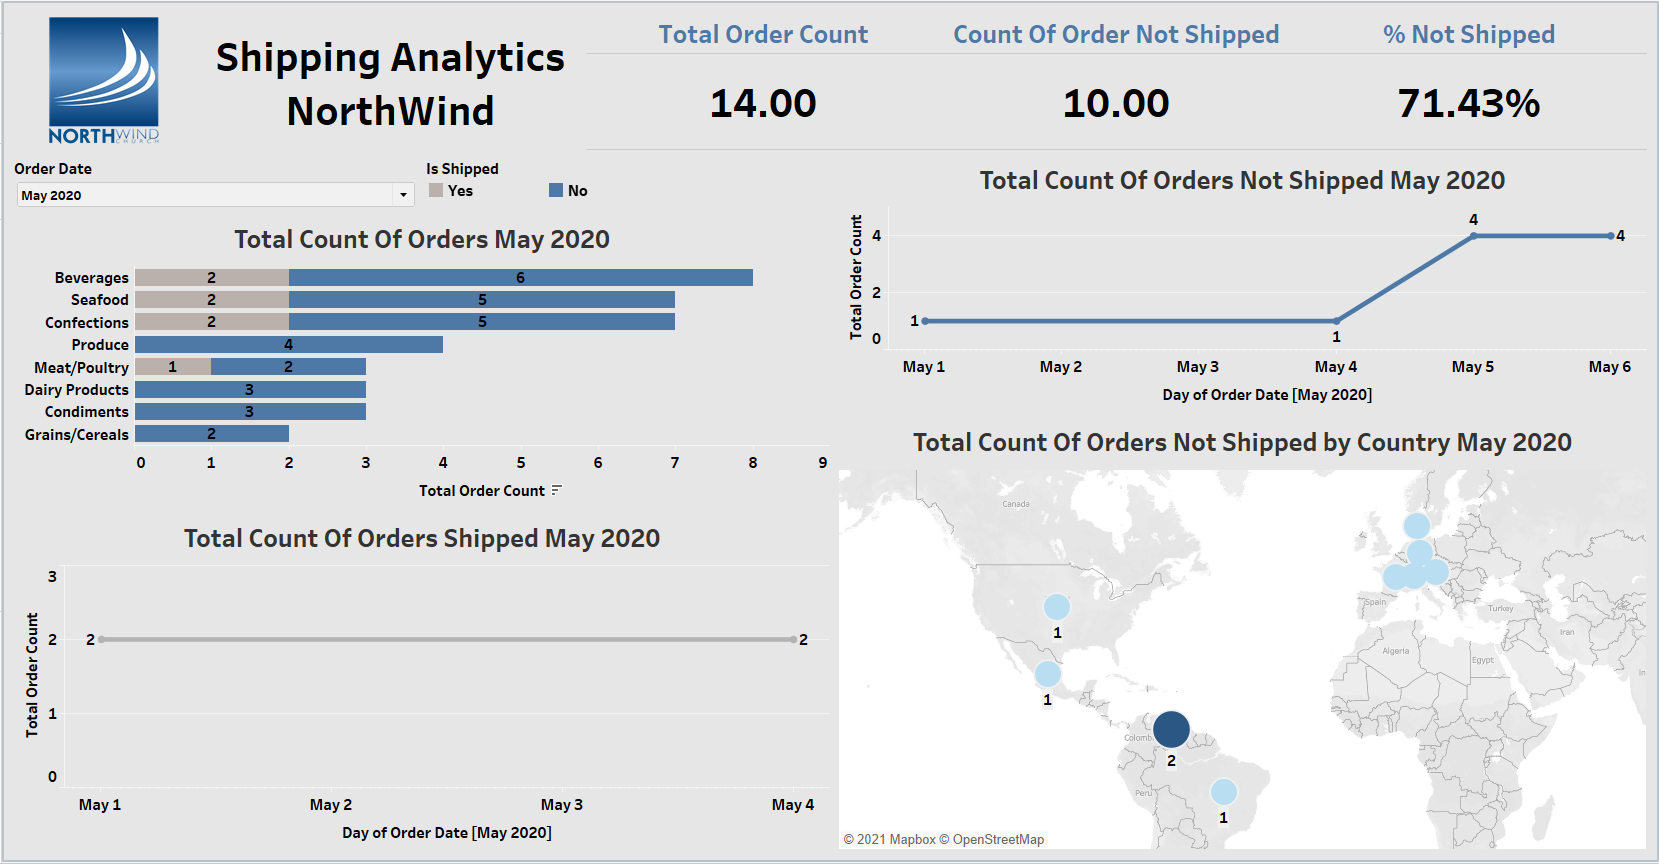 NORTHWIND
CHURCH
Shipping Analytics
NorthWind
Total Order Count
14.00
Count Of Order Not Shipped
10.00
% Not Shipped
71.43%
Order Date
May 2020
Is Shipped
Yes
No
Total Count Of Orders May 2020
Beverages 2 6
Seafood 2 5
Confections 2 5
Produce 4
Meat/Poultry 1 2
Dairy Products 3
Condiments 3
Grains/Cereals 2
0 1 2 3 4 5 6 7 8 9
Total Order Count
Total Count Of Orders Not Shipped May 2020
Total Order Count
4
2
0
1
1
4
4
May 1 May 2 May 3 May 4 May 5 May 6
Day of Order Date [May 2020]
Total Count Of Orders Shipped May 2020
Total Order Count
3
2
1
0
2
2
May 1 May 2 May 3 May 4
Day of Order Date [May 2020]
Total Count Of Orders Not Shipped by Country May 2020
Canada
Spain
Turkey
Iran
Algeria
Egypt
In
1
1
Colomb
2
Peru
1
© 2021 Mapbox © OpenStreetMap